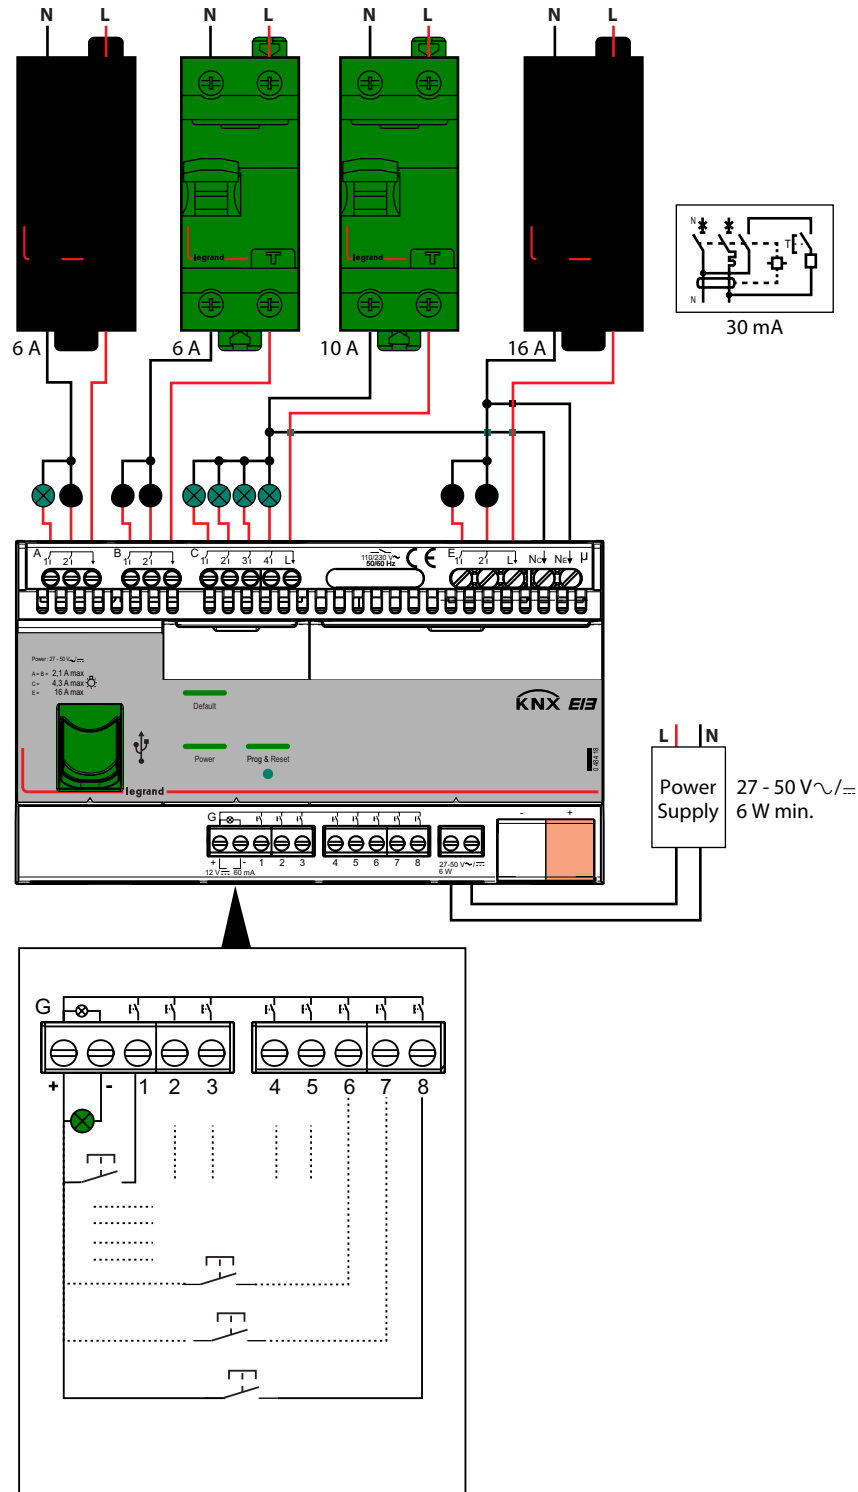 N L N L N L N L
legrand T
legrand T
N
T
N
30 mA
6 A 6 A 10 A 16 A
A 1 2 B 1 2 C 1 2 3 4 L 110/230 V~ 50/60 Hz CE E 1 2 L NC NE µ
Power : 27 - 50 V
A = B = 2,1 A max
C = 4,3 A max
E = 16 A max
Default
Power
Prog & Reset
KNX EIB
048418
legrand
L N
Power Supply
27 - 50 V
6 W min.
G
+ - 1 2 3 4 5 6 7 8
12 V 60 mA
27-50 V
6 W
- +
G
+ - 1 2 3 4 5 6 7 8